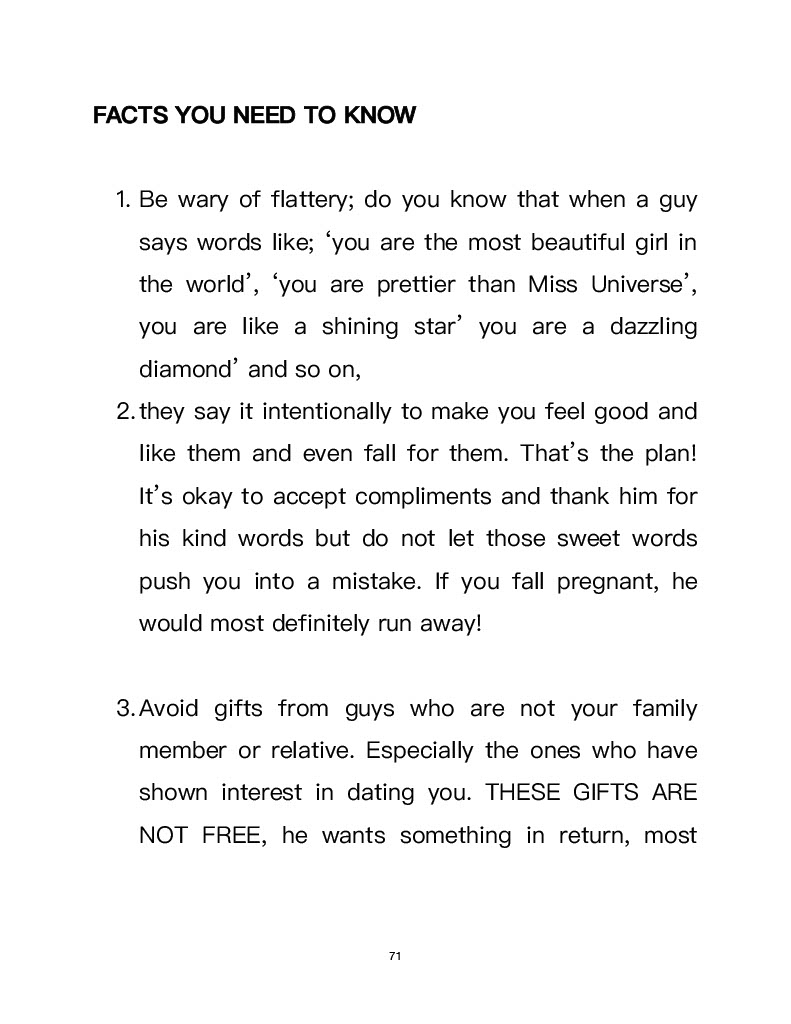 FACTS YOU NEED TO KNOW
1. Be wary of flattery; do you know that when a guy
says words like; ‘you are the most beautiful girl in
the world’, ‘you are prettier than Miss Universe’,
you are like a shining star’ you are a dazzling
diamond’ and so on,
2. they say it intentionally to make you feel good and
like them and even fall for them. That’s the plan!
It’s okay to accept compliments and thank him for
his kind words but do not let those sweet words
push you into a mistake. If you fall pregnant, he
would most definitely run away!
3. Avoid gifts from guys who are not your family
member or relative. Especially the ones who have
shown interest in dating you. THESE GIFTS ARE
NOT FREE, he wants something in return, most
71